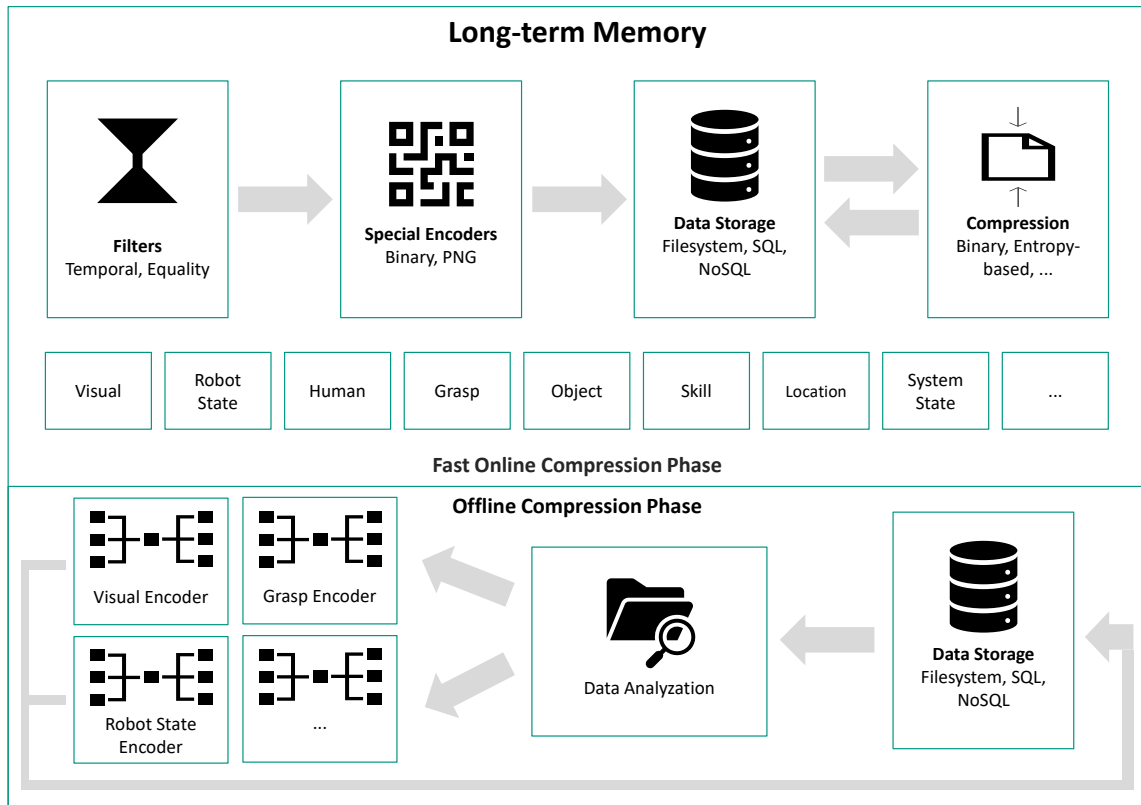 Long-term Memory
Filters
Temporal, Equality
Special Encoders
Binary, PNG
Data Storage
Filesystem, SQL,
NoSQL
Compression
Binary, Entropy-
based, ...
Visual
Robot
State
Human
Grasp
Object
Skill
Location
System
State
...
Fast Online Compression Phase
Offline Compression Phase
Visual Encoder
Grasp Encoder
Robot State
Encoder
...
Data Analyzation
Data Storage
Filesystem, SQL,
NoSQL